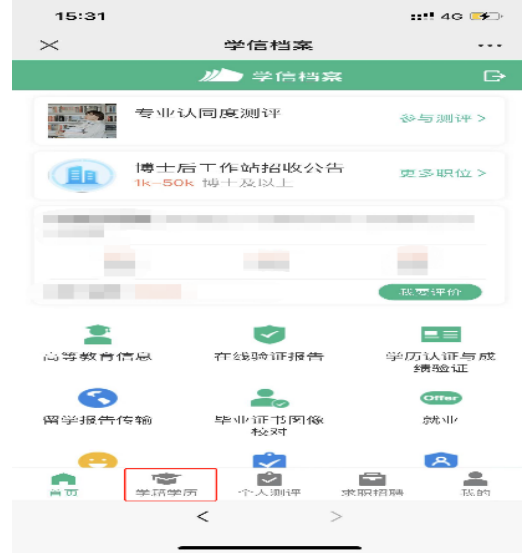 15:31
4G
学信档案
学信档案
专业认同度测评
参与测评 >
博士后工作站招收公告
更多职位 >
1k-50k 博士及以上
我要评价
高等教育信息
在线验证报告
学历认证与成
绩验证
留学报告传输
毕业证书图像
校对
Offer
就业
首页
学籍学历
个人测评
求职招聘
我的